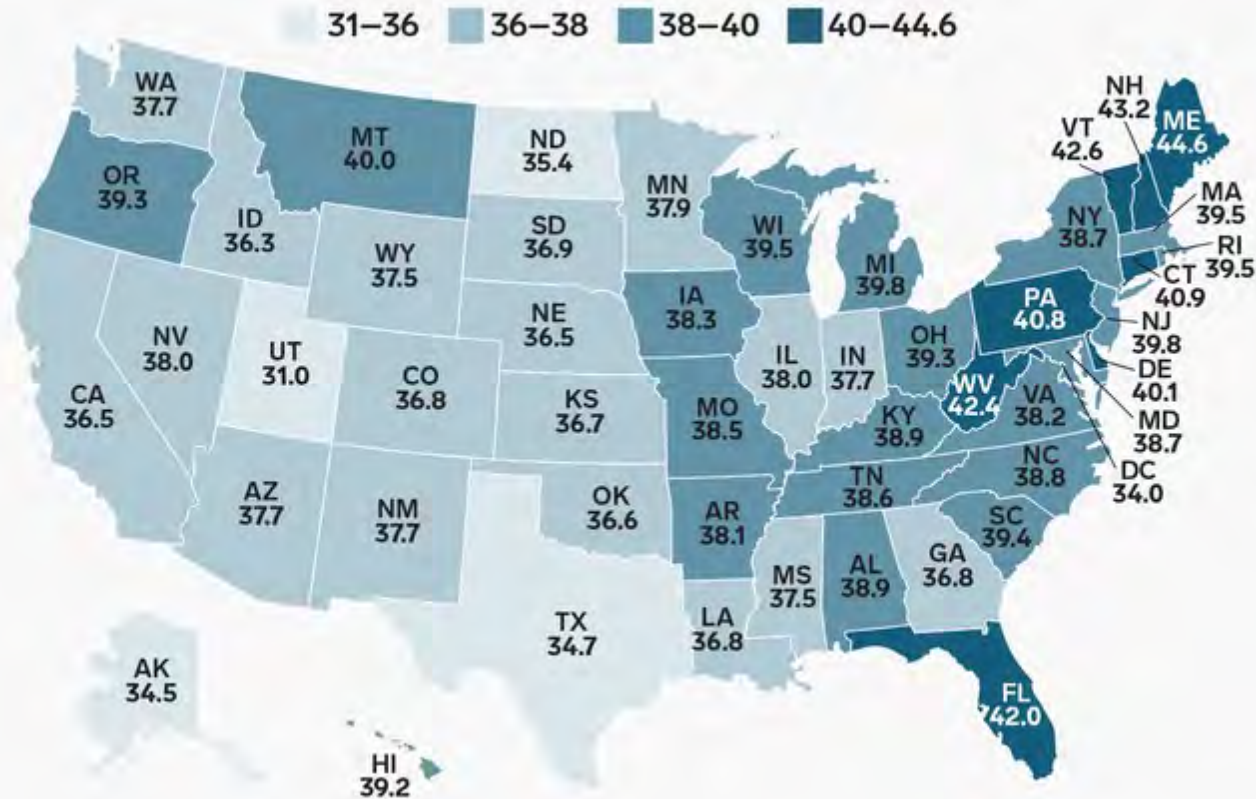 31–36 36–38 38–40 40–44.6
WA
37.7
OR
39.3
ID
36.3
MT
40.0
ND
35.4
MN
37.9
SD
36.9
WY
37.5
NE
36.5
NV
38.0
UT
31.0
CO
36.8
CA
36.5
KS
36.7
AZ
37.7
NM
37.7
OK
36.6
TX
34.7
AK
34.5
HI
39.2
WI
39.5
MI
39.8
IA
38.3
IL
38.0
IN
37.7
OH
39.3
MO
38.5
KY
38.9
WV
42.4
VA
38.2
TN
38.6
NC
38.8
AR
38.1
SC
39.4
MS
37.5
AL
38.9
GA
36.8
LA
36.8
FL
42.0
PA
40.8
NY
38.7
VT
42.6
NH
43.2
ME
44.6
MA
39.5
RI
39.5
CT
40.9
NJ
39.8
DE
40.1
MD
38.7
DC
34.0